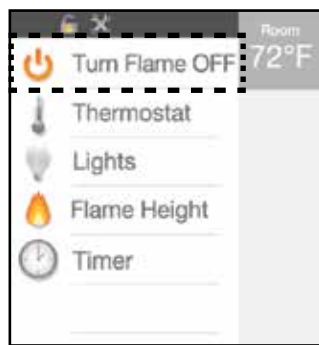 Room
Turn Flame OFF 72°F
Thermostat
Lights
Flame Height
Timer